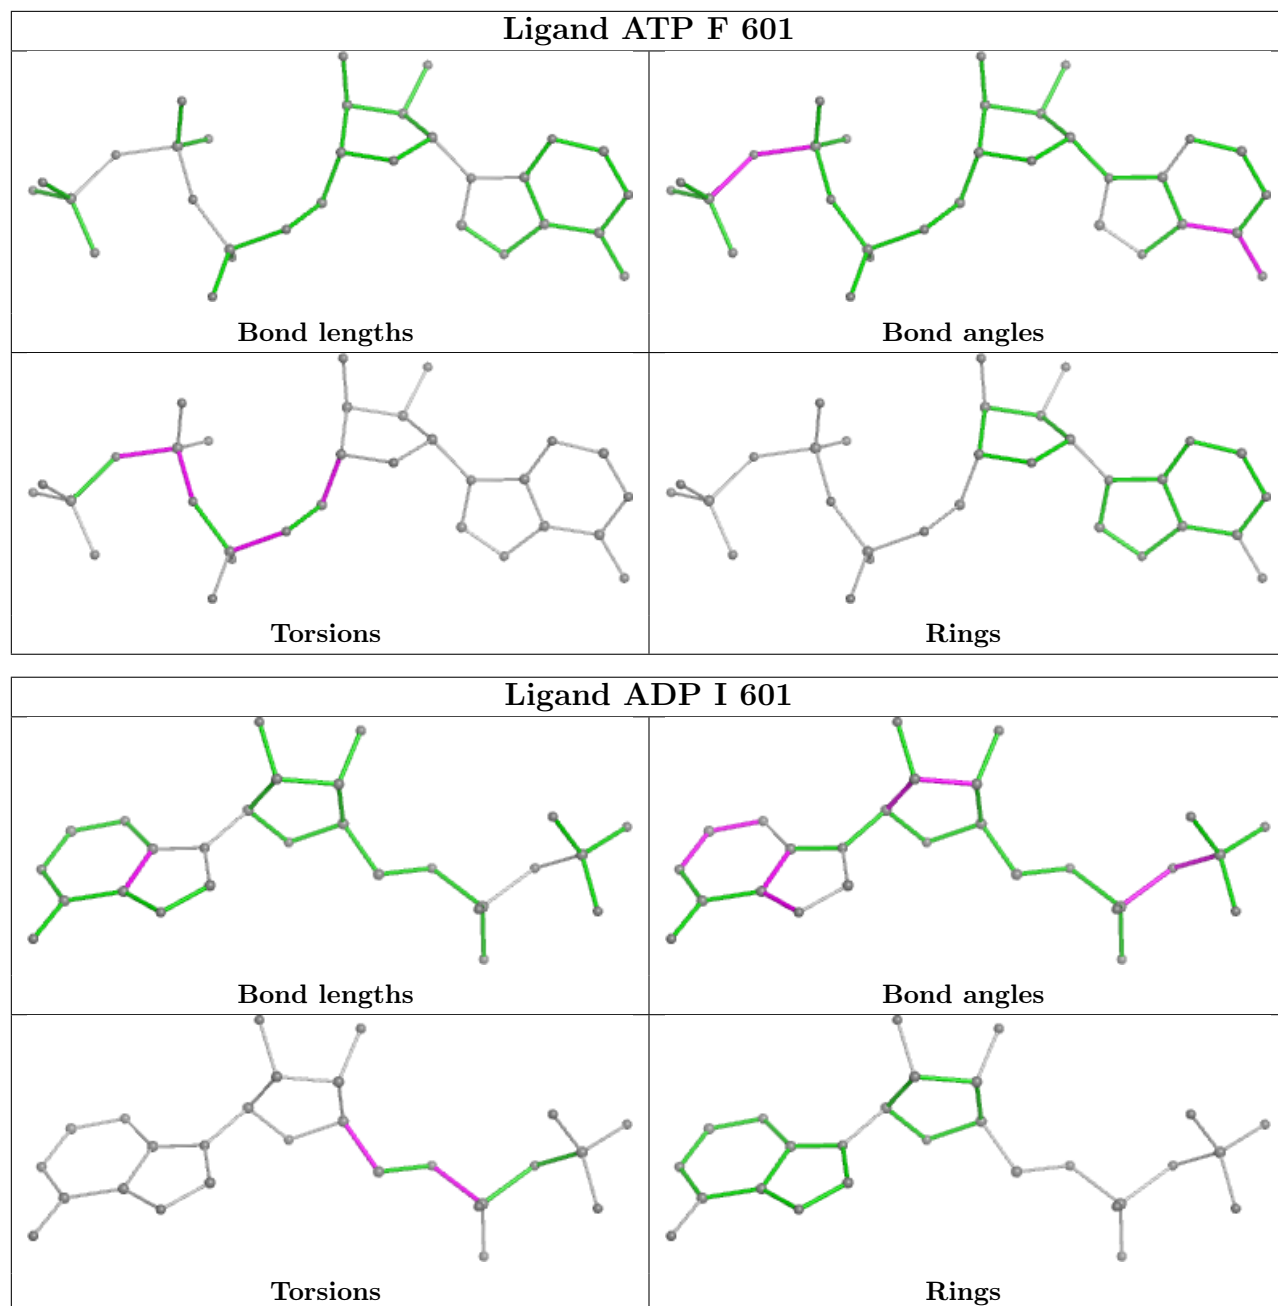 Ligand ATP F 601
Bond lengths
Bond angles
Torsions
Rings
Ligand ADP I 601
Bond lengths
Bond angles
Torsions
Rings